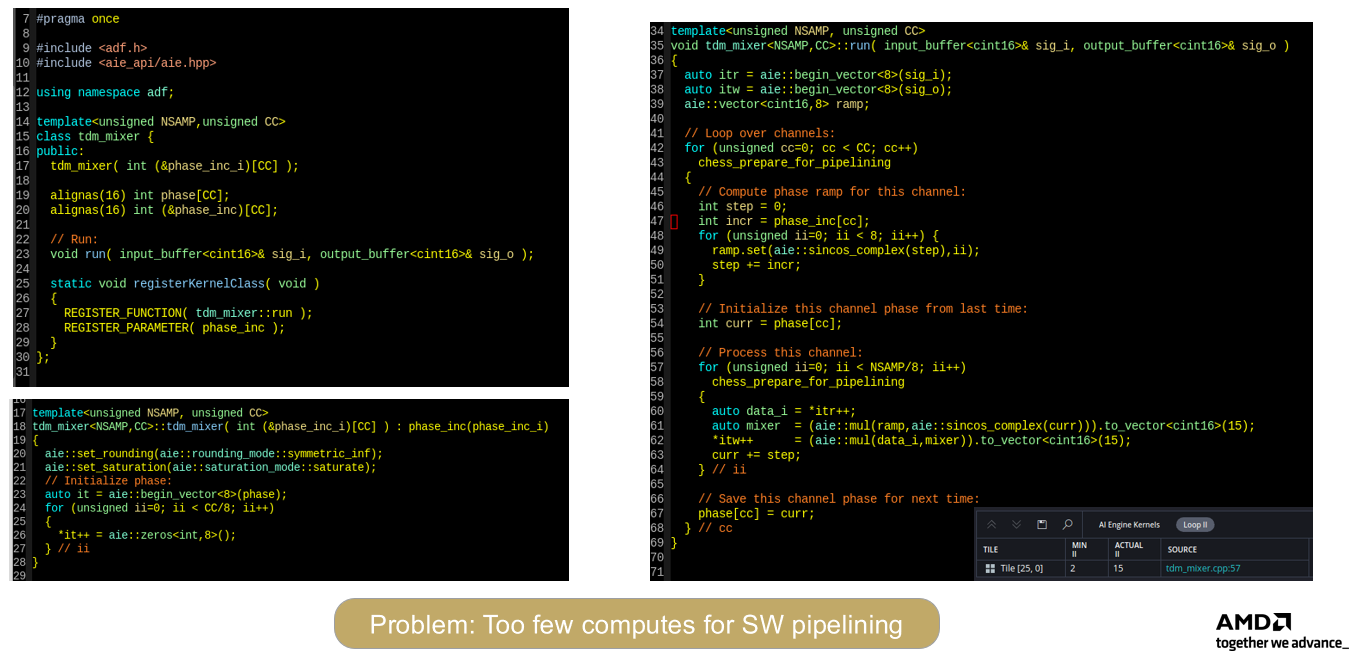 7 #pragma once
8
9 #include <adf.h>
10 #include <aie_api/aie.hpp>
11
12 using namespace adf;
13
14 template<unsigned NSAMP,unsigned CC>
15 class tdm_mixer {
16 public:
17   tdm_mixer( int (&phase_inc_i)[CC] );
18
19   alignas(16) int phase[CC];
20   alignas(16) int (&phase_inc)[CC];
21
22   // Run:
23   void run( input_buffer<cint16>& sig_i, output_buffer<cint16>& sig_o );
24
25   static void registerKernelClass( void )
26   {
27     REGISTER_FUNCTION( tdm_mixer::run );
28     REGISTER_PARAMETER( phase_inc );
29   }
30 };
31
16
17 template<unsigned NSAMP, unsigned CC>
18 tdm_mixer<NSAMP,CC>::tdm_mixer( int (&phase_inc_i)[CC] ) : phase_inc(phase_inc_i)
19 {
20   aie::set_rounding(aie::rounding_mode::symmetric_inf);
21   aie::set_saturation(aie::saturation_mode::saturate);
22   // Initialize phase:
23   auto it = aie::begin_vector<8>(phase);
24   for (unsigned ii=0; ii < CC/8; ii++)
25   {
26     *it++ = aie::zeros<int,8>();
27   } // ii
28 }
29
34 template<unsigned NSAMP, unsigned CC>
35 void tdm_mixer<NSAMP,CC>::run( input_buffer<cint16>& sig_i, output_buffer<cint16>& sig_o )
36 {
37   auto itr = aie::begin_vector<8>(sig_i);
38   auto itw = aie::begin_vector<8>(sig_o);
39   aie::vector<cint16,8> ramp;
40
41   // Loop over channels:
42   for (unsigned cc=0; cc < CC; cc++)
43     chess_prepare_for_pipelining
44   {
45     // Compute phase ramp for this channel:
46     int step = 0;
47     int incr = phase_inc[cc];
48     for (unsigned ii=0; ii < 8; ii++) {
49       ramp.set(aie::sincos_complex(step),ii);
50       step += incr;
51     }
52
53     // Initialize this channel phase from last time:
54     int curr = phase[cc];
55
56     // Process this channel:
57     for (unsigned ii=0; ii < NSAMP/8; ii++)
58       chess_prepare_for_pipelining
59     {
60       auto data_i = *itr++;
61       auto mixer  = (aie::mul(ramp,aie::sincos_complex(curr))).to_vector<cint16>(15);
62       *itw++      = (aie::mul(data_i,mixer)).to_vector<cint16>(15);
63       curr += step;
64     } // ii
65
66     // Save this channel phase for next time:
67     phase[cc] = curr;
68   } // cc
69 }
70
71
AI Engine Kernels Loop II
TILE MIN II ACTUAL II SOURCE
Tile [25, 0] 2 15 tdm_mixer.cpp:57
Problem: Too few computes for SW pipelining
AMD
together we advance_